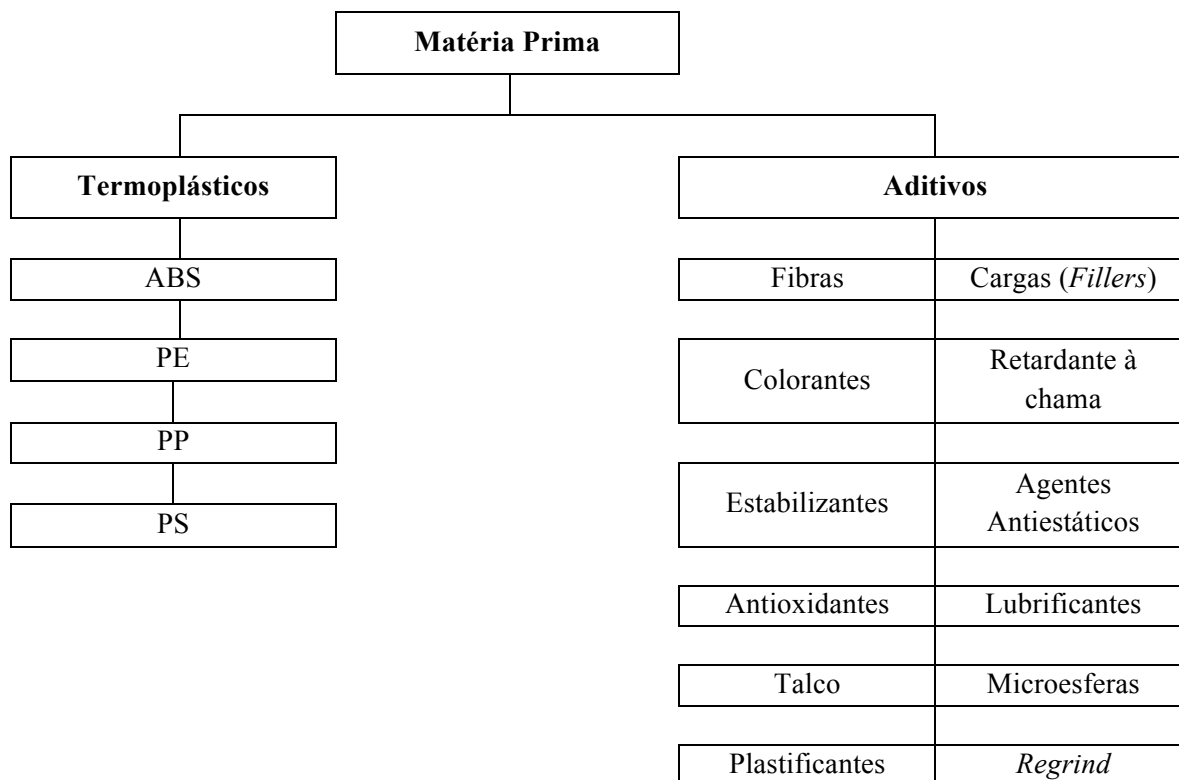 Matéria Prima
Termoplásticos
Aditivos
ABS
Fibras
Cargas (Fillers)
PE
Colorantes
Retardante à
chama
PP
PS
Estabilizantes
Agentes
Antiestáticos
Antioxidantes
Lubrificantes
Talco
Microesferas
Plastificantes
Regrind